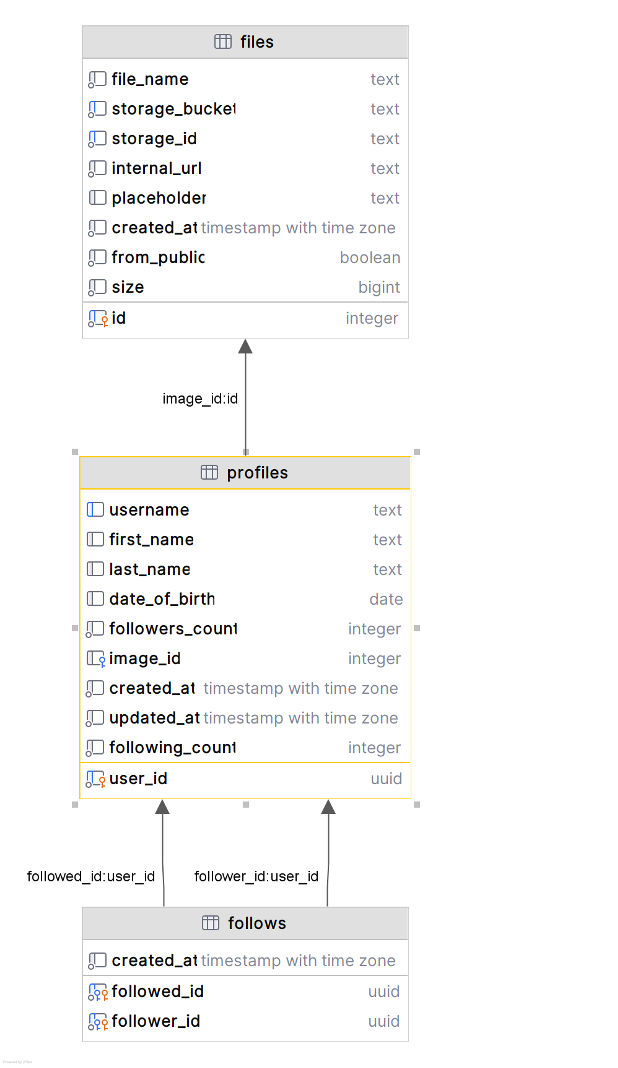 files
file_name text
storage_bucket text
storage_id text
internal_url text
placeholder text
created_at timestamp with time zone
from_public boolean
size bigint
id integer
image_id:id
profiles
username text
first_name text
last_name text
date_of_birth date
followers_count integer
image_id integer
created_at timestamp with time zone
updated_at timestamp with time zone
following_count integer
user_id uuid
followed_id:user_id follower_id:user_id
follows
created_at timestamp with time zone
followed_id uuid
follower_id uuid